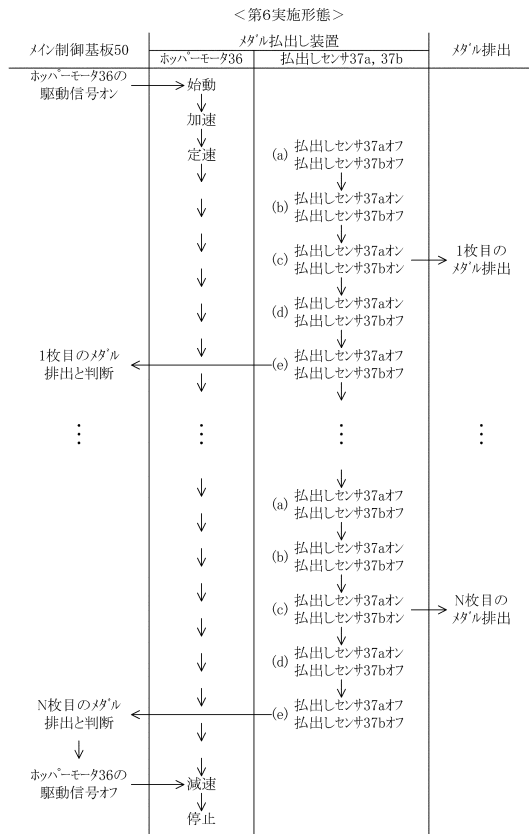 ＜第６実施形態＞
メイン制御基板50
メダル払出し装置
メダル排出
ホッパーモータ36
払出しセンサ37a, 37b
ホッパーモータ36の
駆動信号オン
始動
加速
定速
(a) 払出しセンサ37aオフ
払出しセンサ37bオフ
(b) 払出しセンサ37aオン
払出しセンサ37bオフ
(c) 払出しセンサ37aオン
払出しセンサ37bオン
1枚目の
メダル排出
(d) 払出しセンサ37aオン
払出しセンサ37bオフ
1枚目のメダル
排出と判断
(e) 払出しセンサ37aオフ
払出しセンサ37bオフ
(a) 払出しセンサ37aオフ
払出しセンサ37bオフ
(b) 払出しセンサ37aオン
払出しセンサ37bオフ
(c) 払出しセンサ37aオン
払出しセンサ37bオン
N枚目の
メダル排出
(d) 払出しセンサ37aオン
払出しセンサ37bオフ
N枚目のメダル
排出と判断
(e) 払出しセンサ37aオフ
払出しセンサ37bオフ
ホッパーモータ36の
駆動信号オフ
減速
停止